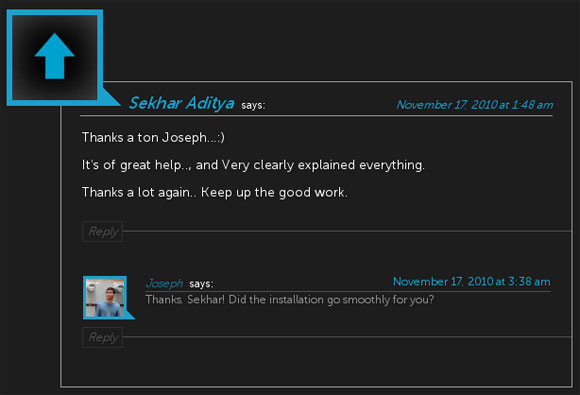 Sekhar Aditya says: November 17, 2010 at 1:48 am
Thanks a ton Joseph...:)
It's of great help.., and Very clearly explained everything.
Thanks a lot again.. Keep up the good work.
Reply
Joseph says: November 17, 2010 at 3:38 am
Thanks, Sekhar! Did the installation go smoothly for you?
Reply